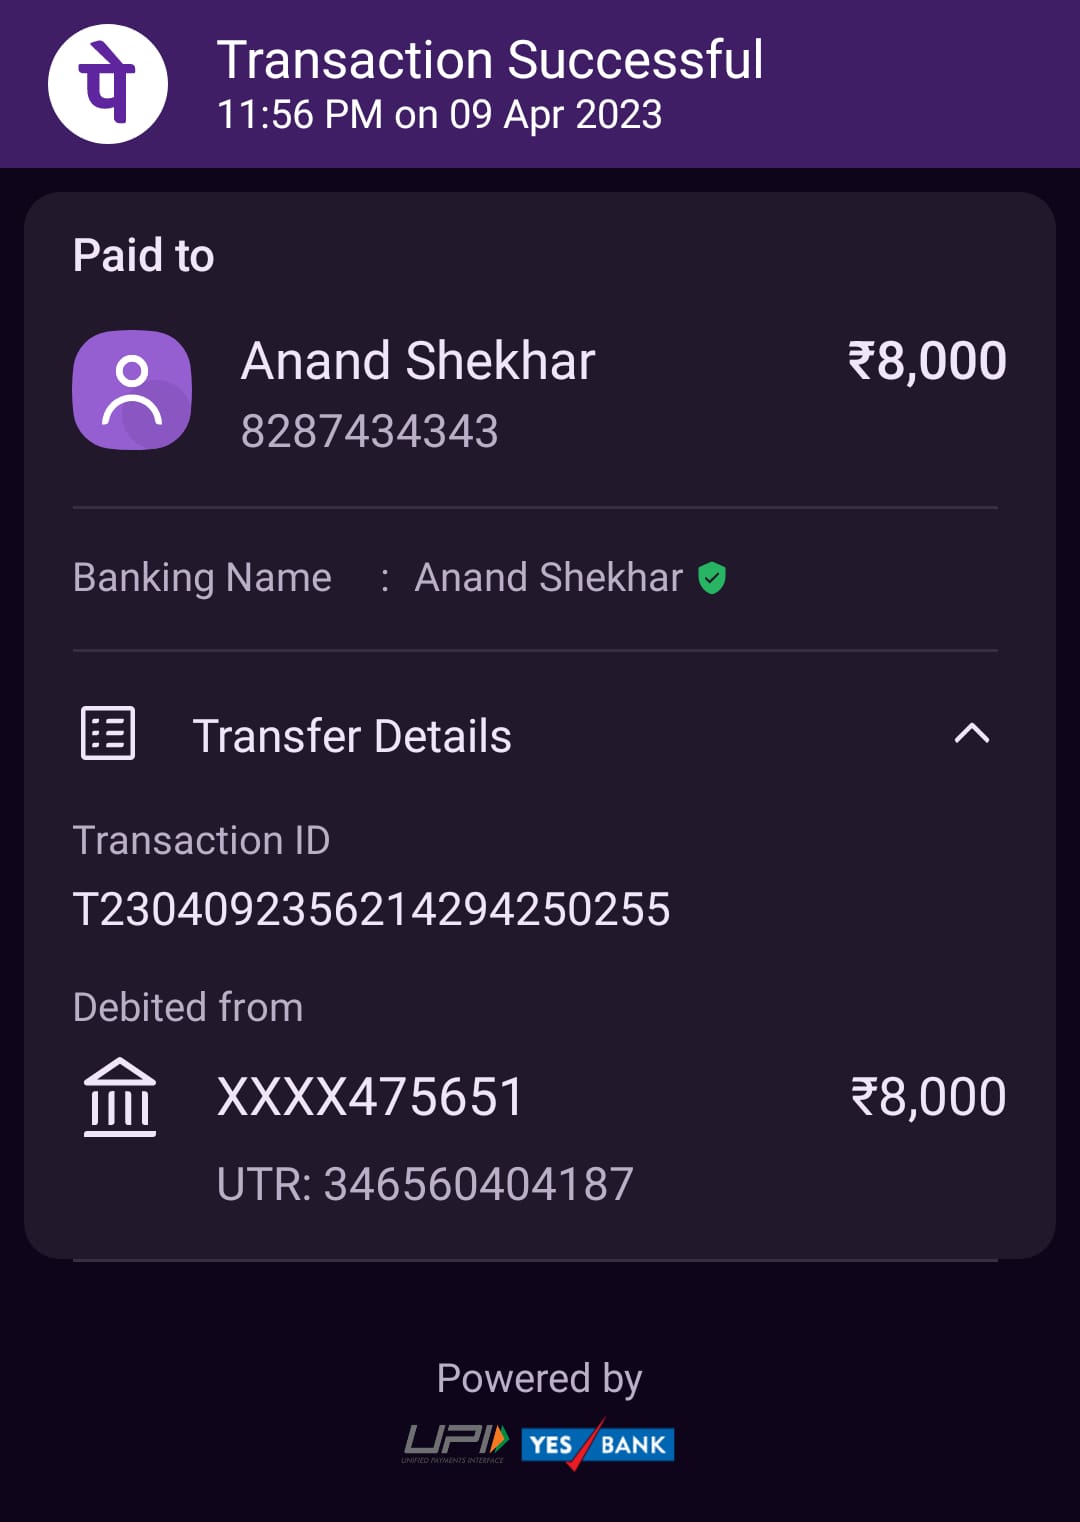 पे
Transaction Successful
11:56 PM on 09 Apr 2023
Paid to
Anand Shekhar
₹8,000
8287434343
Banking Name : Anand Shekhar
Transfer Details
Transaction ID
T2304092356214294250255
Debited from
XXXX475651
₹8,000
UTR: 346560404187
Powered by
UPI
UNIFIED PAYMENTS INTERFACE
YES BANK